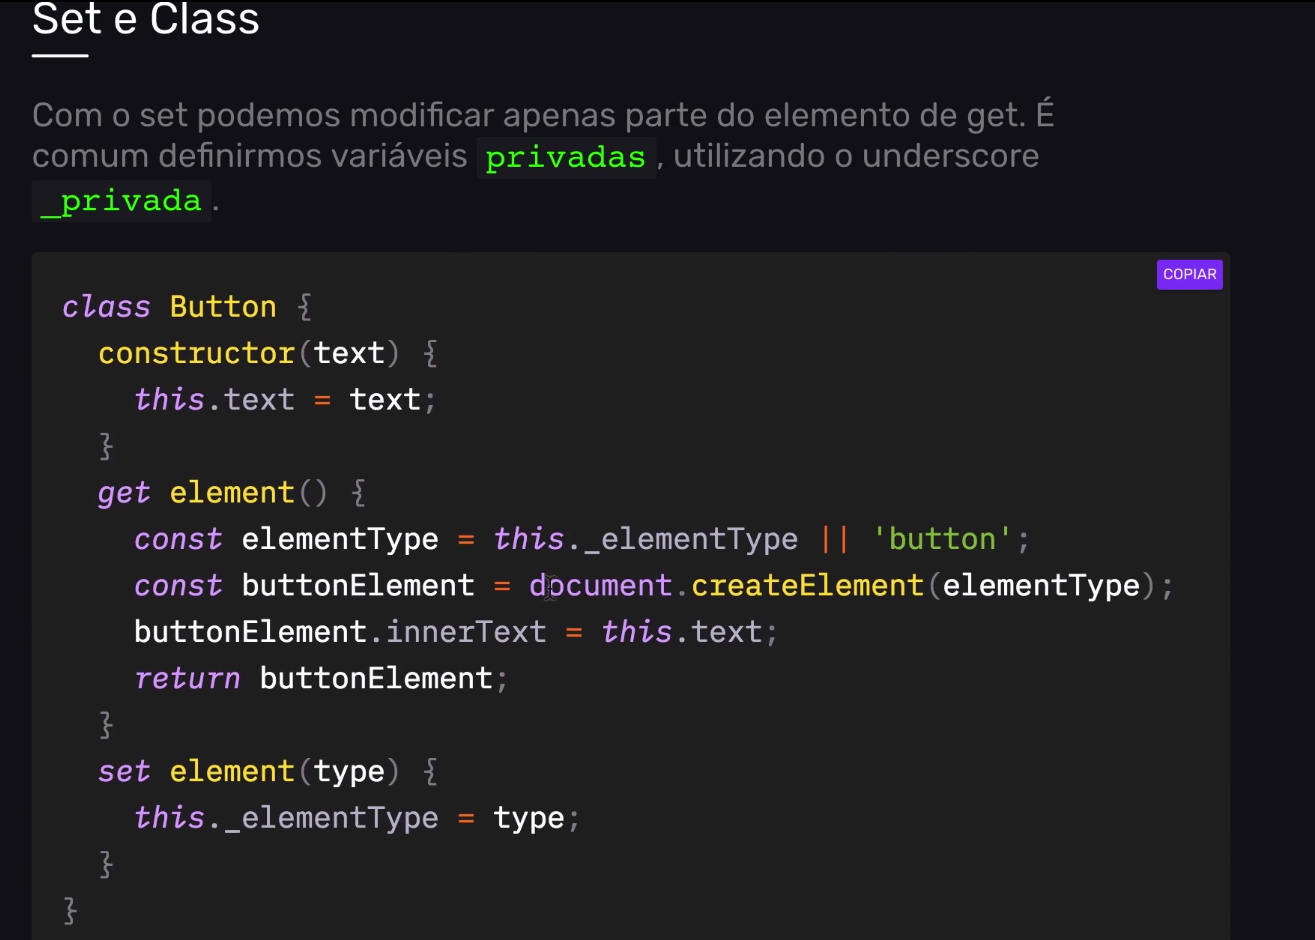 Set e Class
Com o set podemos modificar apenas parte do elemento de get. É
comum definirmos variáveis privadas, utilizando o underscore
_privada.
COPIAR
class Button {
  constructor(text) {
    this.text = text;
  }
  get element() {
    const elementType = this._elementType || 'button';
    const buttonElement = document.createElement(elementType);
    buttonElement.innerText = this.text;
    return buttonElement;
  }
  set element(type) {
    this._elementType = type;
  }
}